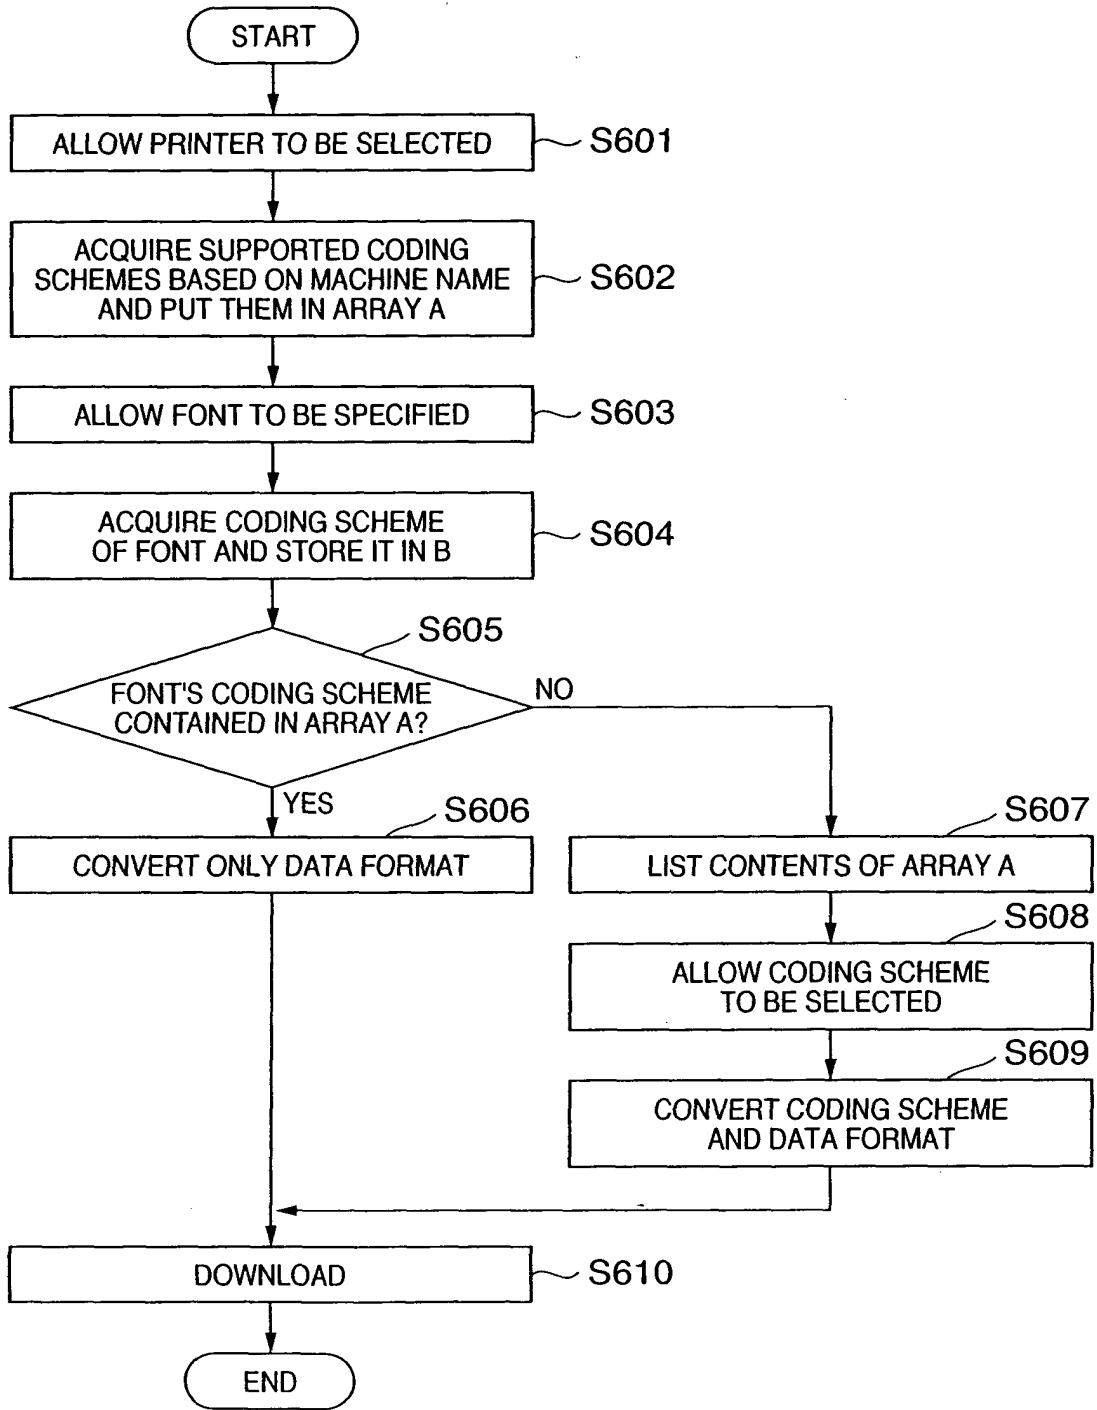 START
ALLOW PRINTER TO BE SELECTED
S601
ACQUIRE SUPPORTED CODING
SCHEMES BASED ON MACHINE NAME
AND PUT THEM IN ARRAY A
S602
ALLOW FONT TO BE SPECIFIED
S603
ACQUIRE CODING SCHEME
OF FONT AND STORE IT IN B
S604
S605
FONT'S CODING SCHEME
CONTAINED IN ARRAY A?
NO
YES
S606
CONVERT ONLY DATA FORMAT
S607
LIST CONTENTS OF ARRAY A
S608
ALLOW CODING SCHEME
TO BE SELECTED
S609
CONVERT CODING SCHEME
AND DATA FORMAT
DOWNLOAD
S610
END